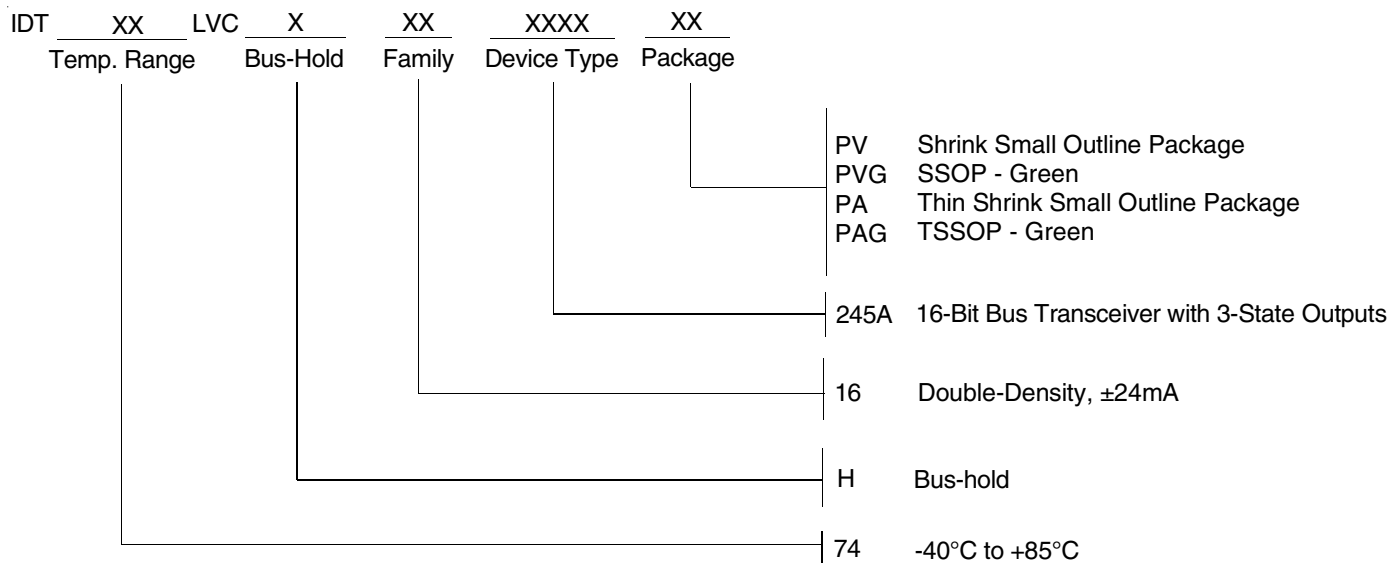 IDT XX LVC X XX XXXX XX
Temp. Range Bus-Hold Family Device Type Package
PV Shrink Small Outline Package
PVG SSOP - Green
PA Thin Shrink Small Outline Package
PAG TSSOP - Green
245A 16-Bit Bus Transceiver with 3-State Outputs
16 Double-Density, ±24mA
H Bus-hold
74 -40°C to +85°C